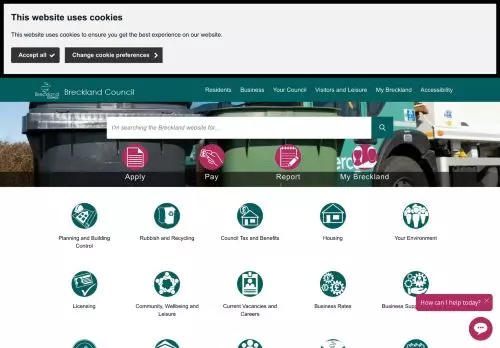 This website uses cookies
This website uses cookies to ensure you get the best experience on our website.
Accept all
Change cookie preferences
Breckland Council
Residents Business Your Council Visitors and Leisure My Breckland Accessibility
I'm searching the Breckland website for...
Apply Pay Report My Breckland
Planning and Building Control
Rubbish and Recycling
Council Tax and Benefits
Housing
Your Environment
Licensing
Community, Wellbeing and Leisure
Current Vacancies and Careers
Business Rates
Business Supp
How can I help today?